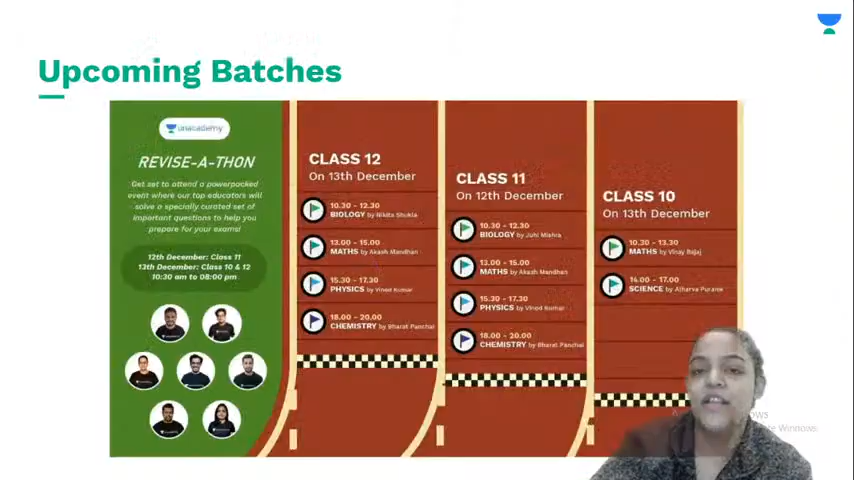 Upcoming Batches
unacademy
REVISE-A-THON
Get set to attend a powerpacked
event where our top educators will
solve a specially curated set of
important questions to help you
prepare for your exams!
12th December: Class 11
13th December: Class 10 & 12
10:30 am to 08:00 pm
CLASS 12
On 13th December
10.30 - 12.30
BIOLOGY by Nikita Shukla
13.00 - 15.00
MATHS by Akash Mandhan
15.30 - 17.30
PHYSICS by Vinod Kumar
18.00 - 20.00
CHEMISTRY by Bharat Panchal
CLASS 11
On 12th December
10.30 - 12.30
BIOLOGY by Juhi Mishra
13.00 - 15.00
MATHS by Akash Mandhan
15.30 - 17.30
PHYSICS by Vinod Kumar
18.00 - 20.00
CHEMISTRY by Bharat Panchal
CLASS 10
On 13th December
10.30 - 13.30
MATHS by Vinay Bajaj
14.00 - 17.00
SCIENCE by Atharva Puranik
Windows